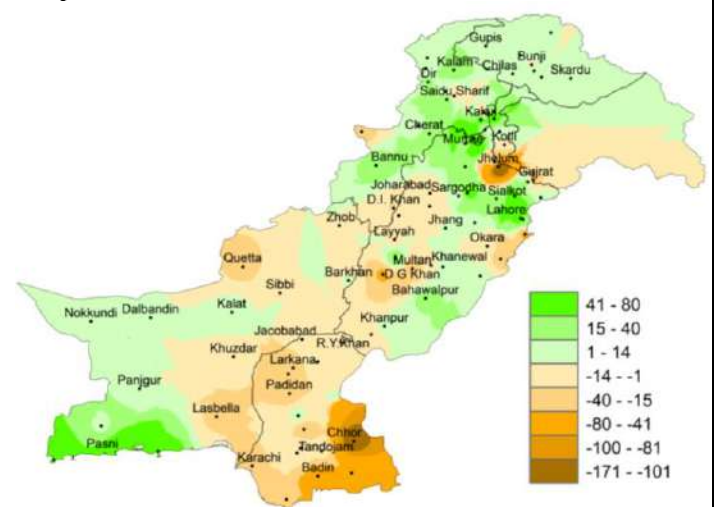 Gupis
Bunji
Kalam
Chilas
Skardu
Dir
Saidu Sharif
Cherat
Kotli
Bannu
Jhelum
Gujrat
Joharabad
Sargodha
Sialkot
D.I. Khan
Lahore
Zhob
Jhang
Layyah
Okara
Quetta
Multan
Khanewal
Barkhan
D G Khan
Sibbi
Bahawalpur
Nokkundi
Dalbandin
Kalat
Khanpur
Jacobabad
R.Y.Khan
Khuzdar
Larkana
Panjgur
Padidan
Lasbella
Chhor
Pasni
Tandojam
Karachi
Badin
41 - 80
15 - 40
1 - 14
-14 - -1
-40 - -15
-80 - -41
-100 - -81
-171 - -101